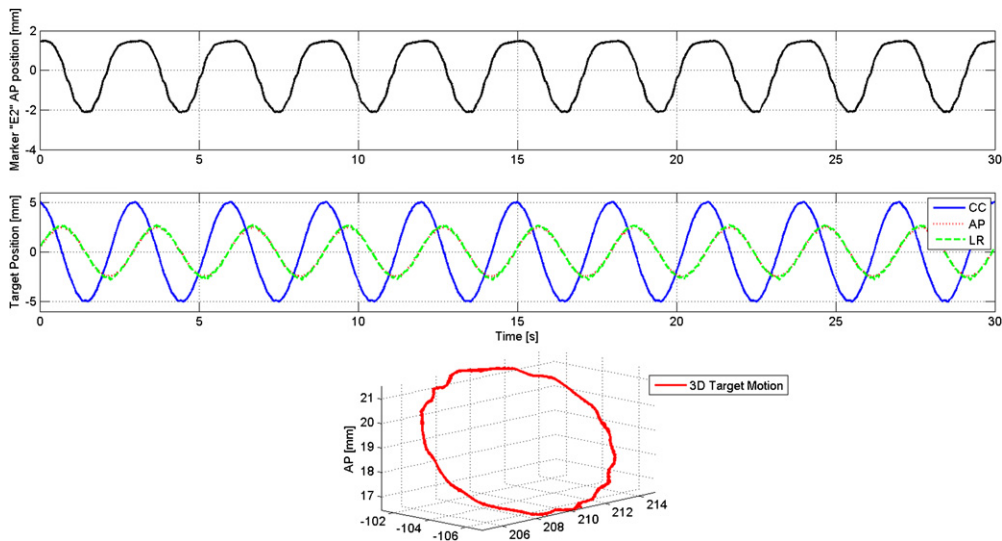 Marker "E2" AP position [mm]
2
0
-2
-4
0 5 10 15 20 25 30
Target Position [mm]
5
0
-5
CC
AP
LR
0 5 10 15 20 25 30
Time [s]
3D Target Motion
AP [mm]
21
20
19
18
17
-102 -104 -106
206 208 210 212 214